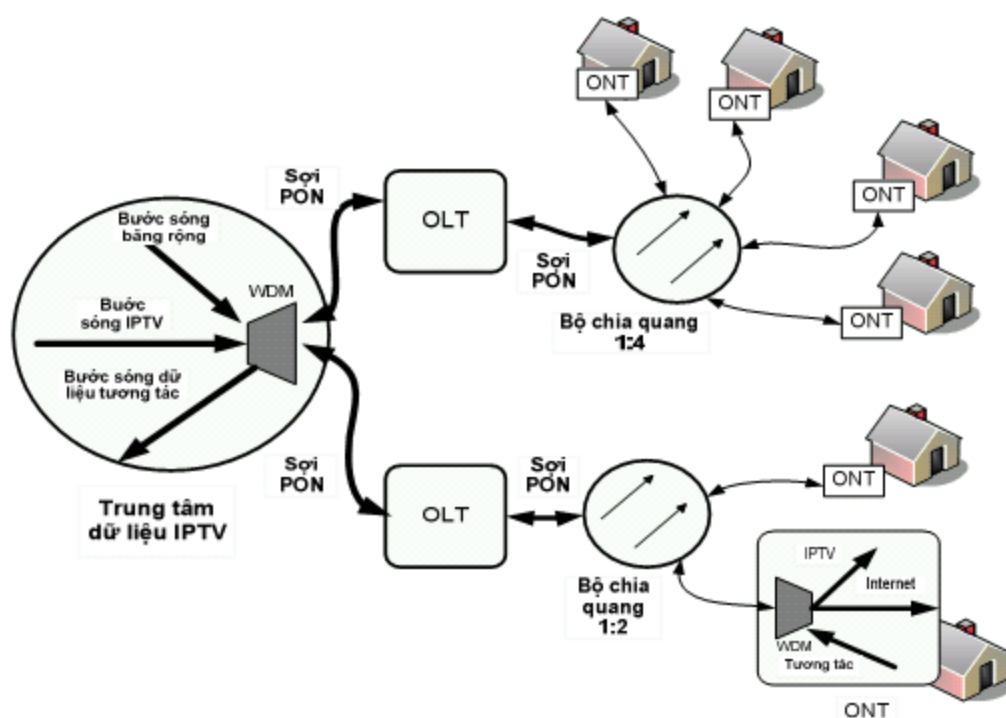 ONT
ONT
ONT
ONT
Sợi
PON
OLT
Sợi
PON
Bộ chia quang
1:4
Bước sóng
băng rộng
WDM
Buớc
sóng IPTV
Bước sóng dữ
liệu tương tác
Trung tâm
dữ liệu IPTV
Sợi
PON
OLT
Sợi
PON
Bộ chia
quang
1:2
ONT
IPTV
Internet
WDM
Tương tác
ONT